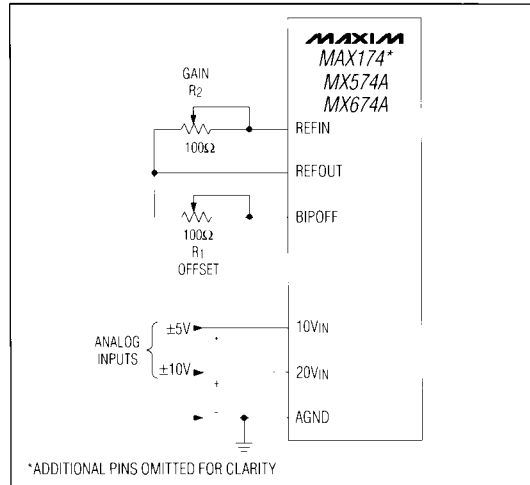 MAXIM
MAX174*
MX574A
MX674A
GAIN
R2
100Ω
REFIN
REFOUT
BIPOFF
100Ω
R1
OFFSET
ANALOG
INPUTS
±5V
10VIN
±10V
20VIN
+
-
AGND
*ADDITIONAL PINS OMITTED FOR CLARITY